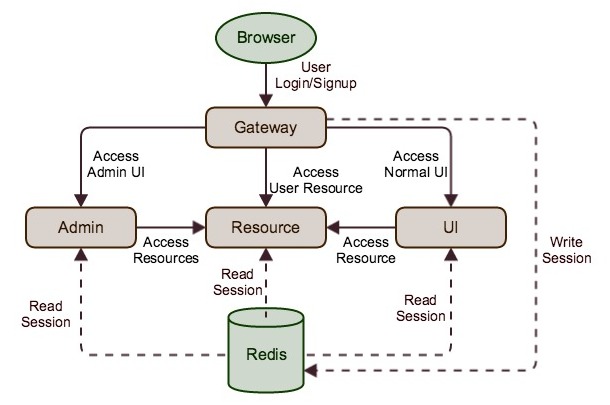 Browser
User
Login/Signup
Gateway
Access
Admin UI
Access
User Resource
Access
Normal UI
Admin
Resource
UI
Access
Resources
Access
Resource
Write
Session
Read
Session
Read
Session
Read
Session
Redis